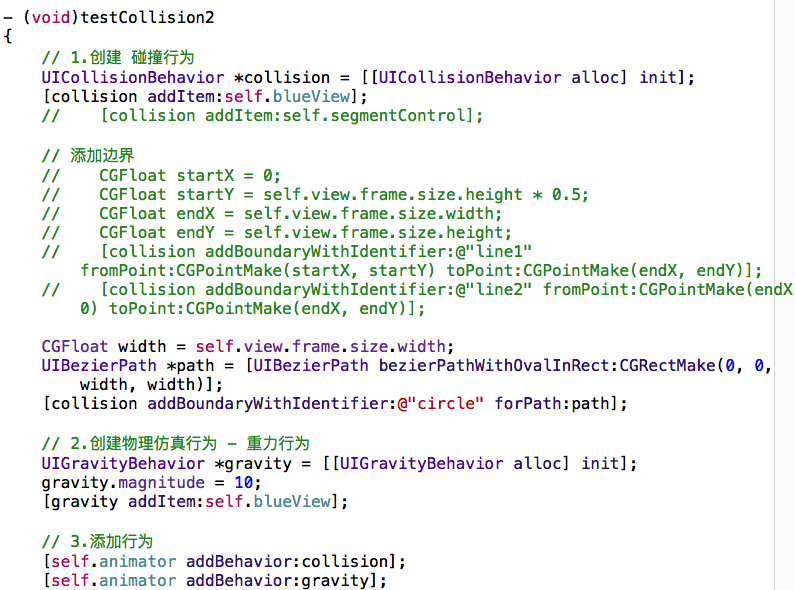 - (void)testCollision2
{
// 1.创建 碰撞行为
UICollisionBehavior *collision = [[UICollisionBehavior alloc] init];
[collision addItem:self.blueView];
//    [collision addItem:self.segmentControl];
// 添加边界
//    CGFloat startX = 0;
//    CGFloat startY = self.view.frame.size.height * 0.5;
//    CGFloat endX = self.view.frame.size.width;
//    CGFloat endY = self.view.frame.size.height;
//    [collision addBoundaryWithIdentifier:@"line1"
fromPoint:CGPointMake(startX, startY) toPoint:CGPointMake(endX, endY)];
//    [collision addBoundaryWithIdentifier:@"line2" fromPoint:CGPointMake(endX
0) toPoint:CGPointMake(endX, endY)];
CGFloat width = self.view.frame.size.width;
UIBezierPath *path = [UIBezierPath bezierPathWithOvalInRect:CGRectMake(0, 0,
width, width)];
[collision addBoundaryWithIdentifier:@"circle" forPath:path];
// 2.创建物理仿真行为 - 重力行为
UIGravityBehavior *gravity = [[UIGravityBehavior alloc] init];
gravity.magnitude = 10;
[gravity addItem:self.blueView];
// 3.添加行为
[self.animator addBehavior:collision];
[self.animator addBehavior:gravity];